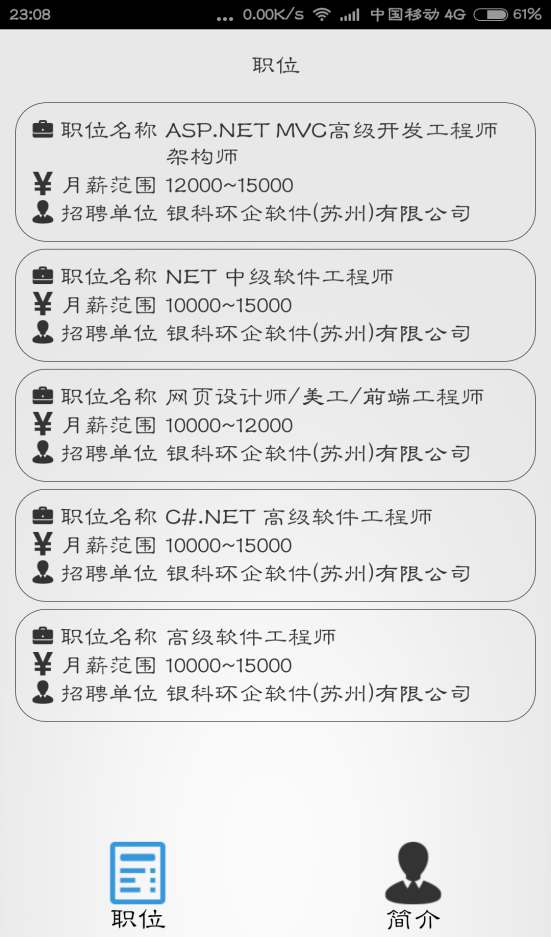 23:08 ... 0.00K/s 中国移动 4G 61%
职位
职位名称 ASP.NET MVC高级开发工程师
架构师
¥ 月薪范围 12000~15000
招聘单位 银科环企软件(苏州)有限公司
职位名称 NET 中级软件工程师
¥ 月薪范围 10000~15000
招聘单位 银科环企软件(苏州)有限公司
职位名称 网页设计师/美工/前端工程师
¥ 月薪范围 10000~12000
招聘单位 银科环企软件(苏州)有限公司
职位名称 C#.NET 高级软件工程师
¥ 月薪范围 10000~15000
招聘单位 银科环企软件(苏州)有限公司
职位名称 高级软件工程师
¥ 月薪范围 10000~15000
招聘单位 银科环企软件(苏州)有限公司
职位 简介